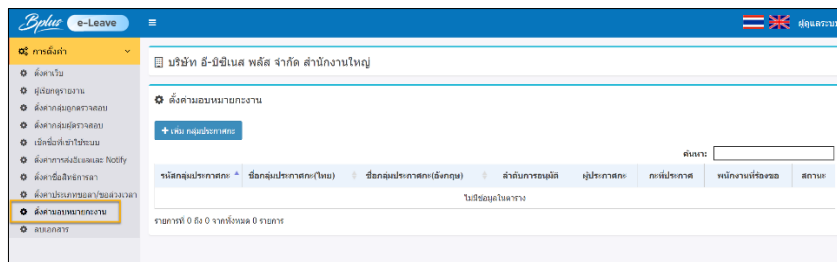 Bplus e-Leave
ผู้ดูแลระบบ
การตั้งค่า
บริษัท อี-บิซิเนส พลัส จำกัด สำนักงานใหญ่
ตั้งค่าเว็บ
ผู้เรียกดูรายงาน
ตั้งค่ามอบหมายกะงาน
ตั้งค่ากลุ่มถูกตรวจสอบ
ตั้งค่ากลุ่มผู้ตรวจสอบ
+ เพิ่ม กลุ่มประกาศกะ
เปิดชื่อที่เข้าใช้ระบบ
ตั้งค่าการส่งอีเมลและ Notify
ค้นหา:
ตั้งค่าชื่อสิทธิการลา
รหัสกลุ่มประกาศกะ ชื่อกลุ่มประกาศกะ(ไทย) ชื่อกลุ่มประกาศกะ(อังกฤษ) ลำดับการอนุมัติ ผู้ประกาศกะ กะที่ประกาศ พนักงานที่ร้องขอ สถานะ
ตั้งค่าประเภทขอลา/ขอล่วงเวลา
ไม่มีข้อมูลในตาราง
ตั้งค่ามอบหมายกะงาน
รายการที่ 0 ถึง 0 จากทั้งหมด 0 รายการ
ลบเอกสาร